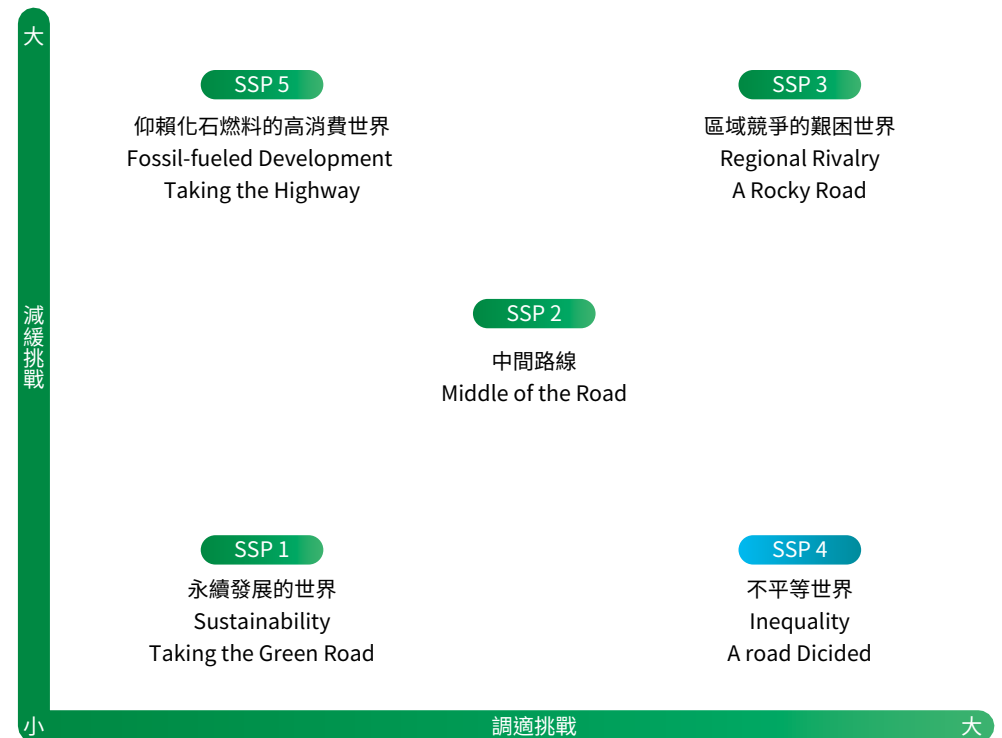 大
SSP 5
仰賴化石燃料的高消費世界
Fossil-fueled Development
Taking the Highway
SSP 3
區域競爭的艱困世界
Regional Rivalry
A Rocky Road
減緩挑戰
SSP 2
中間路線
Middle of the Road
SSP 1
永續發展的世界
Sustainability
Taking the Green Road
SSP 4
不平等世界
Inequality
A road Dicided
小
調適挑戰
大